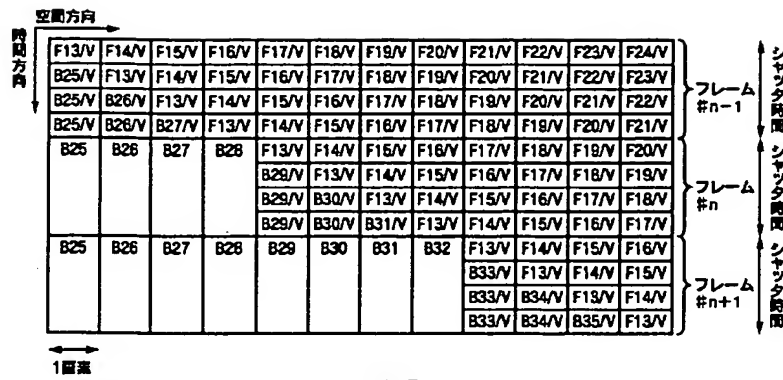 空間方向
時間方向
F13/V F14/V F15/V F16/V F17/V F18/V F19/V F20/V F21/V F22/V F23/V F24/V
B25/V F13/V F14/V F15/V F16/V F17/V F18/V F19/V F20/V F21/V F22/V F23/V
B25/V B26/V F13/V F14/V F15/V F16/V F17/V F18/V F19/V F20/V F21/V F22/V
B25/V B26/V B27/V F13/V F14/V F15/V F16/V F17/V F18/V F19/V F20/V F21/V
フレーム
#n-1
シャッタ時間
B25 B26 B27 B28 F13/V F14/V F15/V F16/V F17/V F18/V F19/V F20/V
B29/V F13/V F14/V F15/V F16/V F17/V F18/V F19/V
B29/V B30/V F13/V F14/V F15/V F16/V F17/V F18/V
B29/V B30/V B31/V F13/V F14/V F15/V F16/V F17/V
フレーム
#n
シャッタ時間
B25 B26 B27 B28 B29 B30 B31 B32 F13/V F14/V F15/V F16/V
B33/V F13/V F14/V F15/V
B33/V B34/V F13/V F14/V
B33/V B34/V B35/V F13/V
フレーム
#n+1
シャッタ時間
1画素